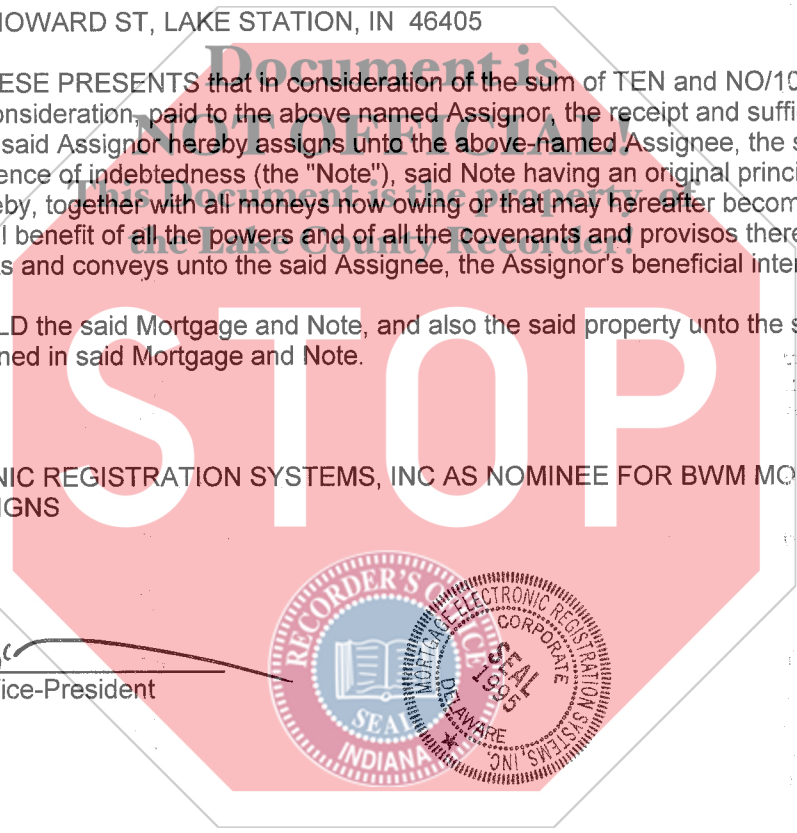 HOWARD ST, LAKE STATION, IN 46405
Document is
ESE PRESENTS that in consideration of the sum of TEN and NO/10
onsideration, paid to the above named Assignor, the receipt and suffi
NOT OFFICIAL!
said Assignor hereby assigns unto the above-named Assignee, the s
ence of indebtedness (the "Note"), said Note having an original princi
This Document is the property of
eby, together with all moneys now owing or that may hereafter becom
l benefit of all the powers and of all the covenants and provisos there
the Lake County Recorder!
s and conveys unto the said Assignee, the Assignor's beneficial inter
LD the said Mortgage and Note, and also the said property unto the s
ned in said Mortgage and Note.
STOP
NIC REGISTRATION SYSTEMS, INC AS NOMINEE FOR BWM MO
IGNS
RECORDER'S OFFICE
SEAL
INDIANA
MORTGAGE ELECTRONIC REGISTRATION SYSTEMS, INC.
CORPORATE
SEAL
1995
DELAWARE
ice-President